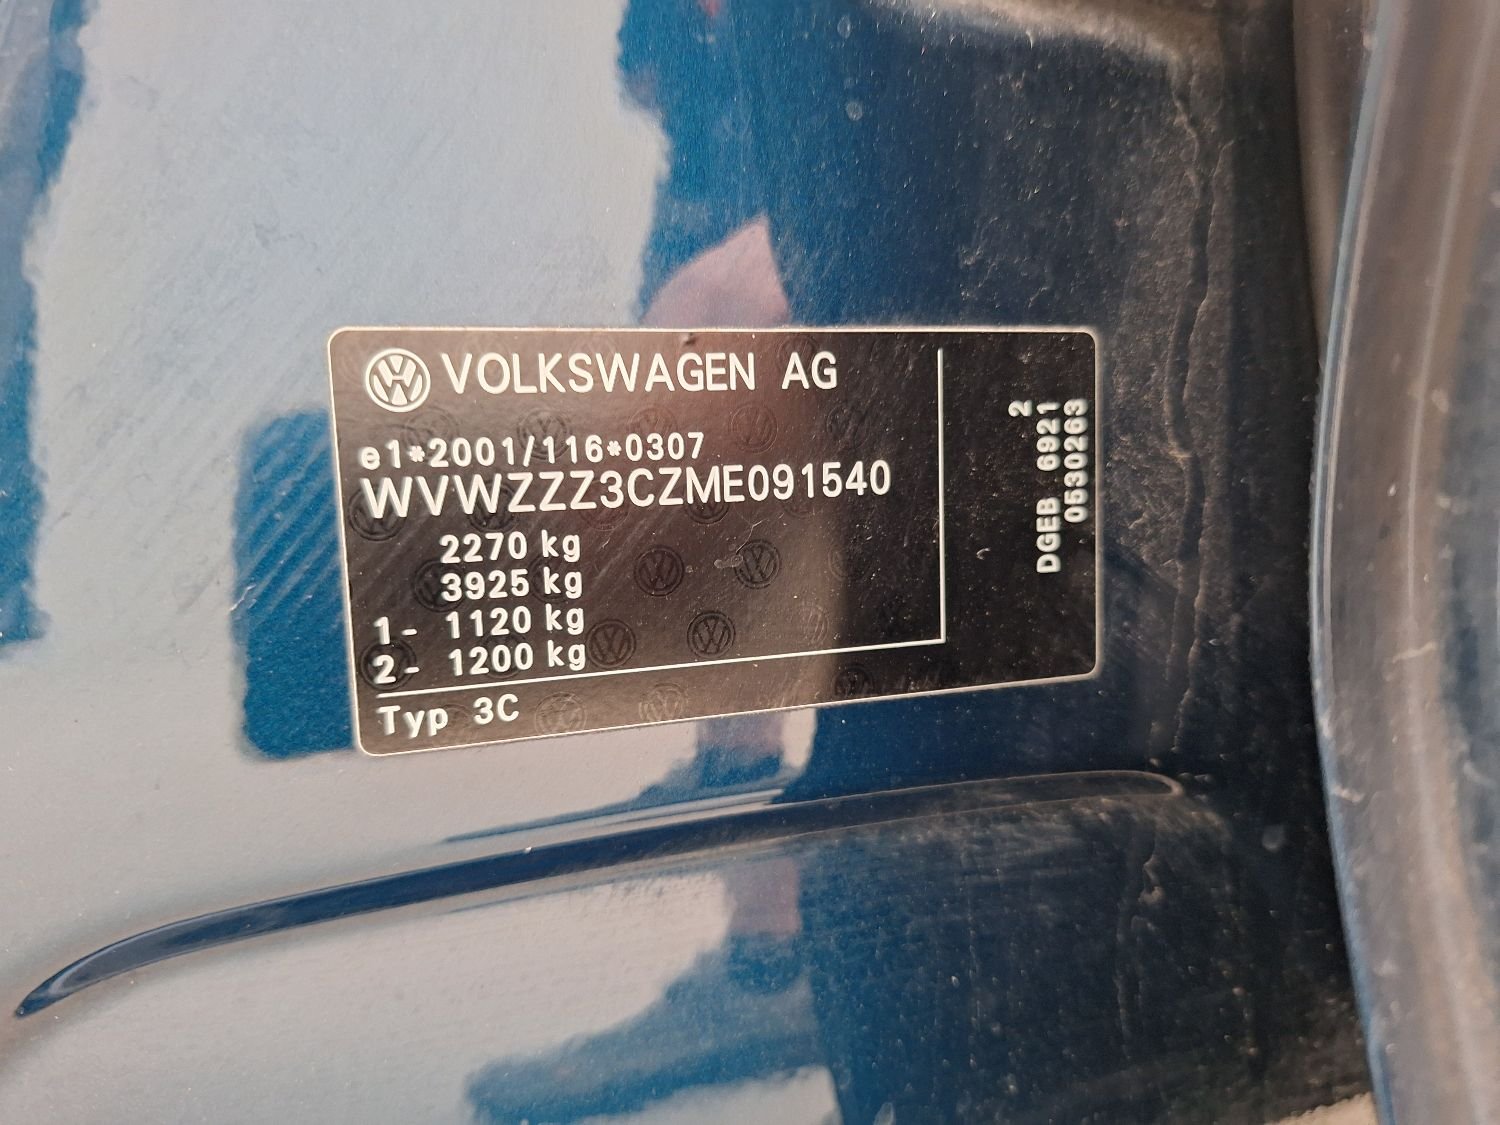 VOLKSWAGEN AG
e1*2001/116*0307
WVWZZZ3CZME091540
2270 kg
3925 kg
1- 1120 kg
2- 1200 kg
Typ 3C
2
DGEB 6921
0530263